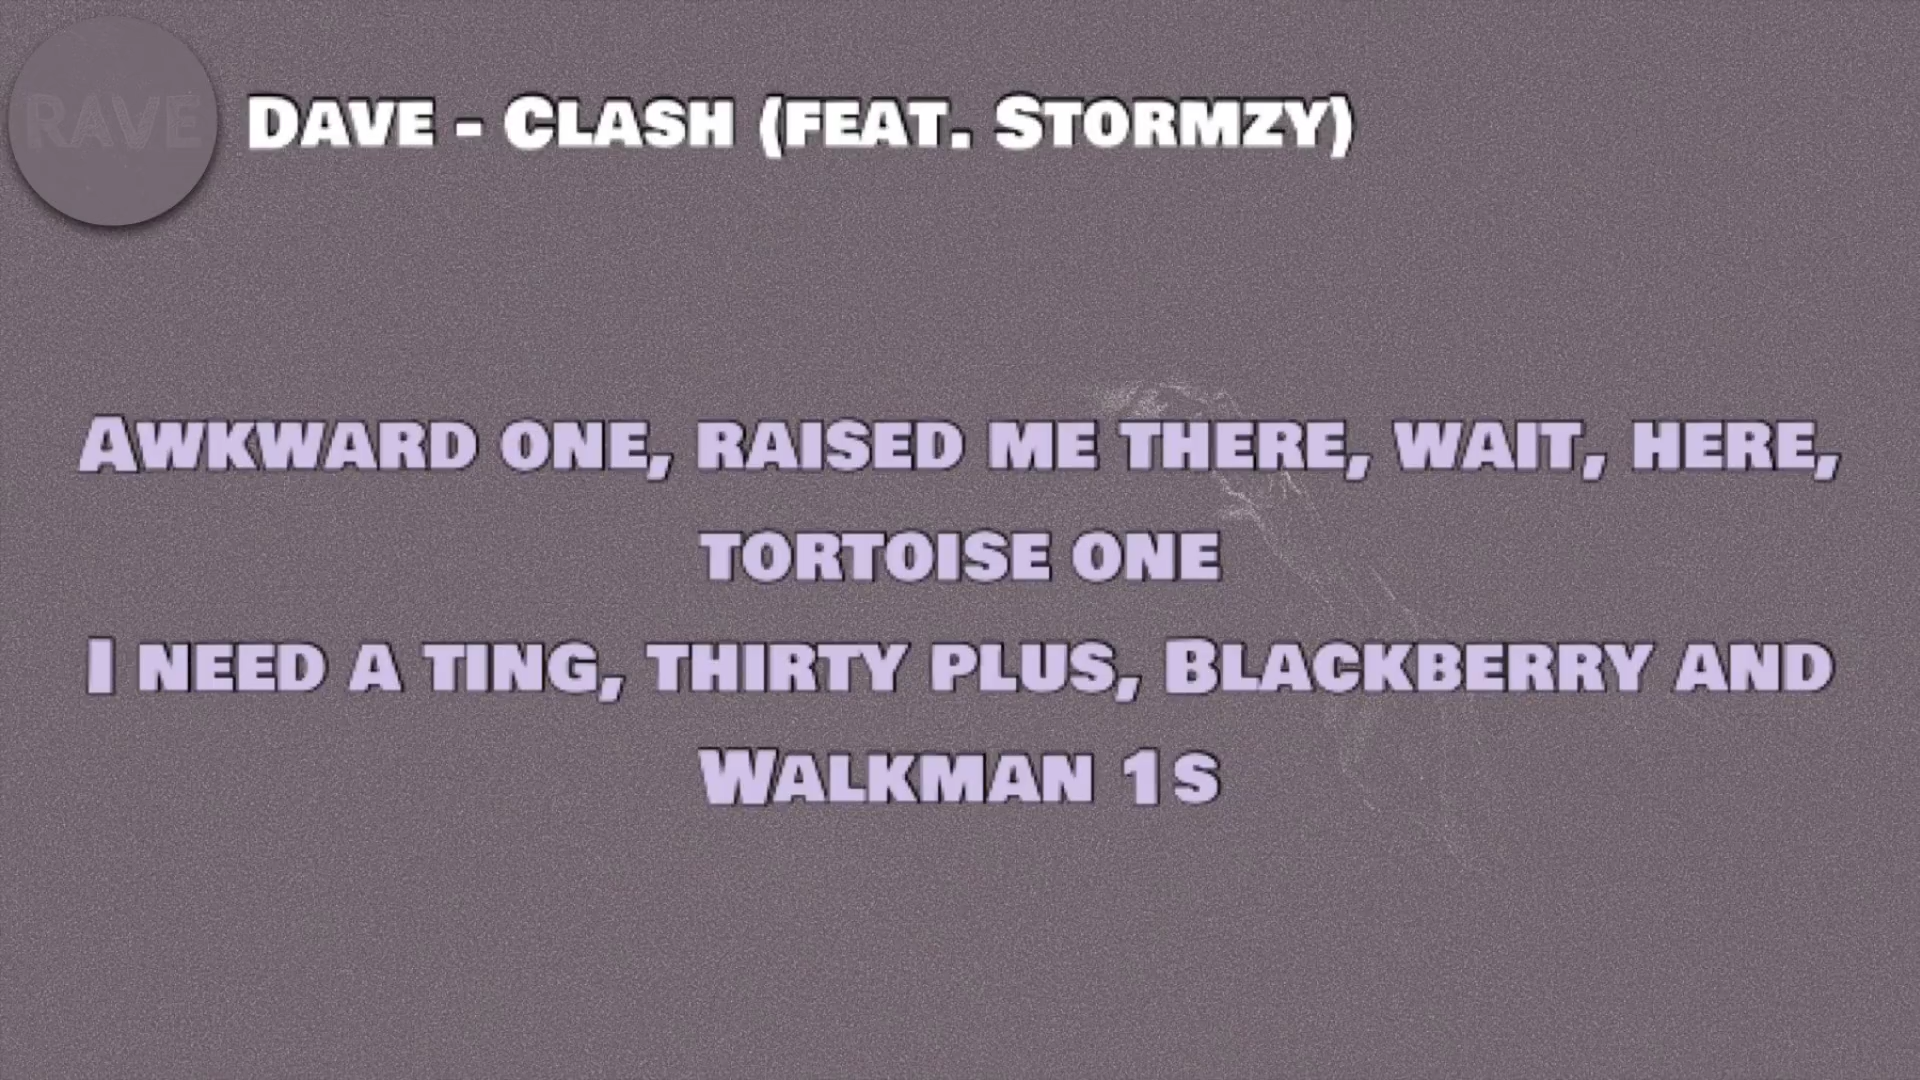 RAVE
Dave - Clash (feat. Stormzy)
Awkward one, raised me there, wait, here,
tortoise one
I need a ting, thirty plus, Blackberry and
Walkman 1s